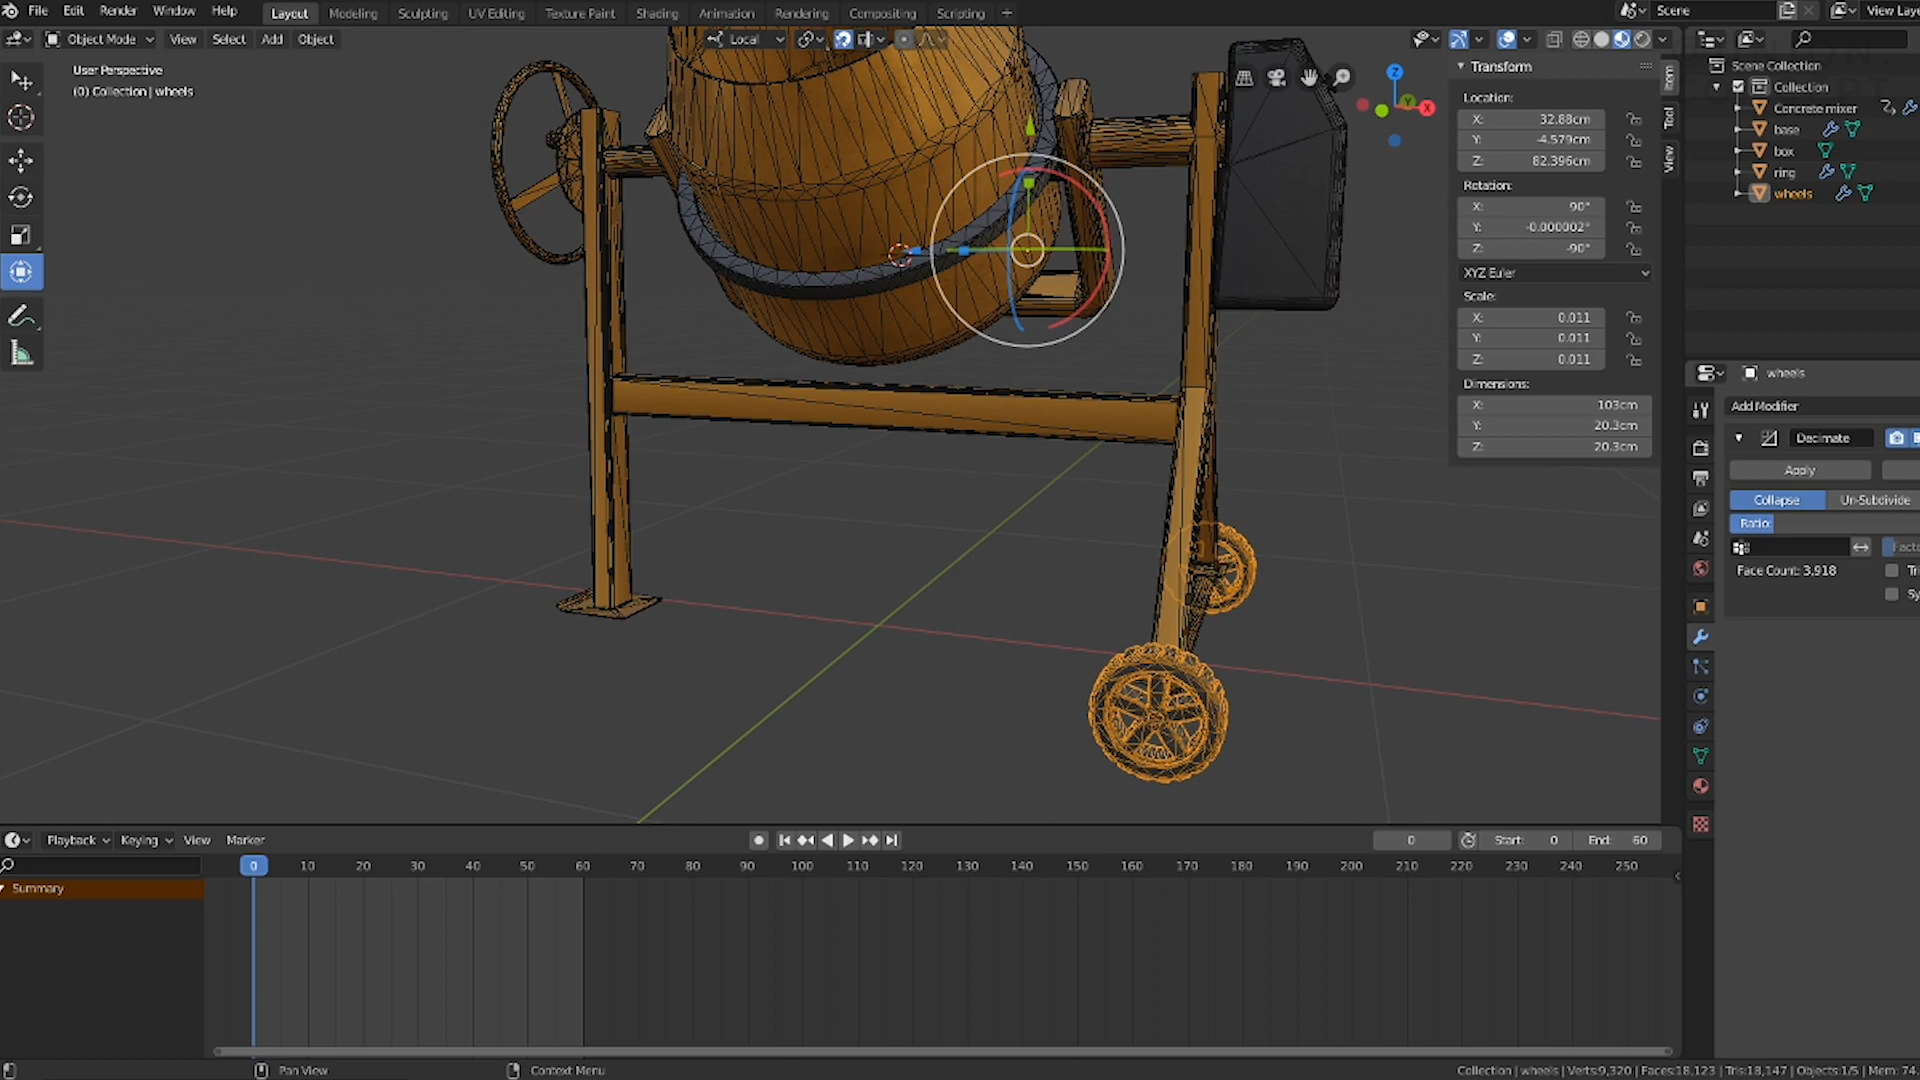 File Edit Render Window Help Layout Modeling Sculpting UV Editing Texture Paint Shading Animation Rendering Compositing Scripting + Scene View Laye
Object Mode View Select Add Object Local
User Perspective
(0) Collection | wheels
Transform
Location:
X: 32.88cm
Y: -4.579cm
Z: 82.396cm
Rotation:
X: 90°
Y: -0.000002°
Z: -90°
XYZ Euler
Scale:
X: 0.011
Y: 0.011
Z: 0.011
Dimensions:
X: 103cm
Y: 20.3cm
Z: 20.3cm
Item
Tool
View
Z
Y
X
Scene Collection
Collection
Concrete mixer
base
box
ring
wheels
wheels
Add Modifier
Decimate
Apply
Collapse Un-Subdivide
Ratio:
Facto
Face Count: 3,918
Tri
Sy
Playback Keying View Marker 0 Start: 0 End: 60
0 10 20 30 40 50 60 70 80 90 100 110 120 130 140 150 160 170 180 190 200 210 220 230 240 250
Summary
Pan View Context Menu Collection | wheels | Verts:9,320 | Faces:18,123 | Tris:18,147 | Objects:1/5 | Mem: 74.